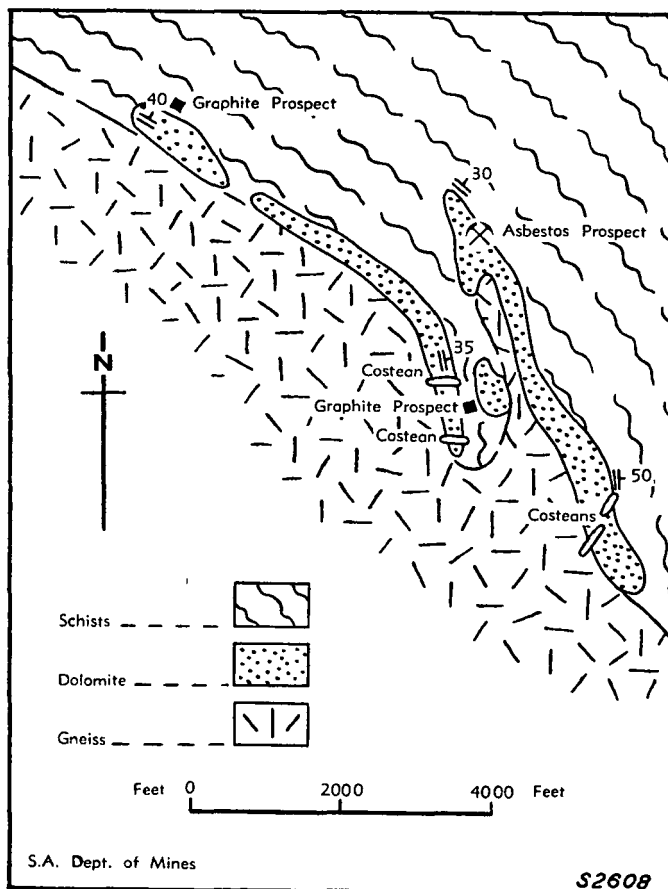 40
Graphite Prospect
30
Asbestos Prospect
N
35
Costean
Graphite Prospect
Costean
50
Costeans
Schists
Dolomite
Gneiss
Feet 0 2000 4000 Feet
S.A. Dept. of Mines
S2608